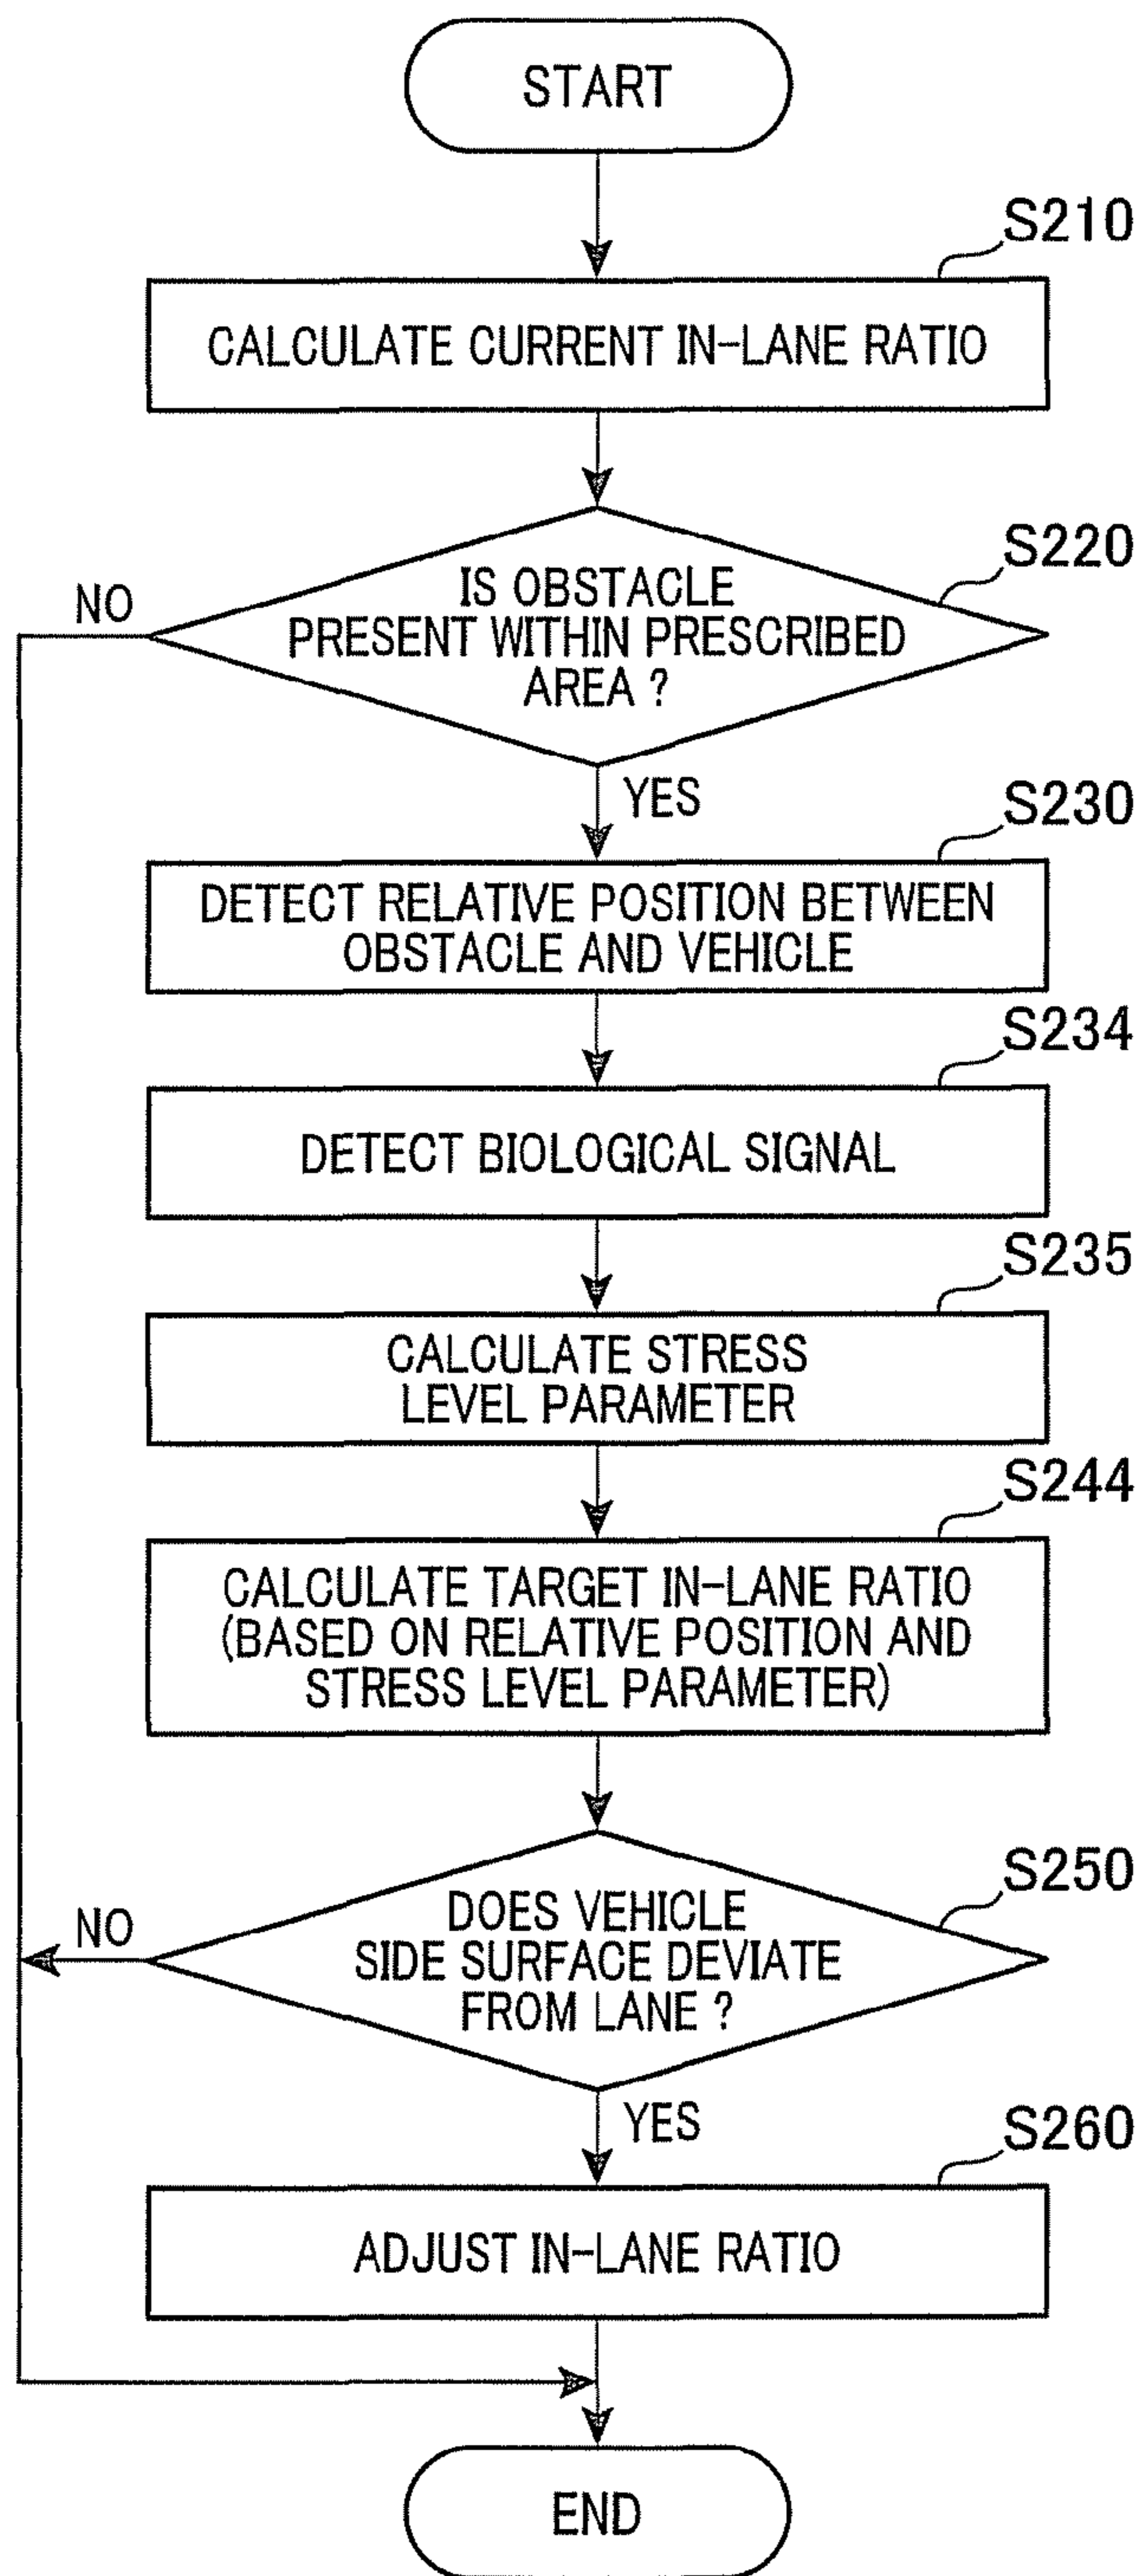 START
S210
CALCULATE CURRENT IN-LANE RATIO
S220
IS OBSTACLE
NO
PRESENT WITHIN PRESCRIBED
AREA ?
YES
S230
DETECT RELATIVE POSITION BETWEEN
OBSTACLE AND VEHICLE
S234
DETECT BIOLOGICAL SIGNAL
S235
CALCULATE STRESS
LEVEL PARAMETER
S244
CALCULATE TARGET IN-LANE RATIO
(BASED ON RELATIVE POSITION AND
STRESS LEVEL PARAMETER)
S250
DOES VEHICLE
NO
SIDE SURFACE DEVIATE
FROM LANE ?
YES
S260
ADJUST IN-LANE RATIO
END